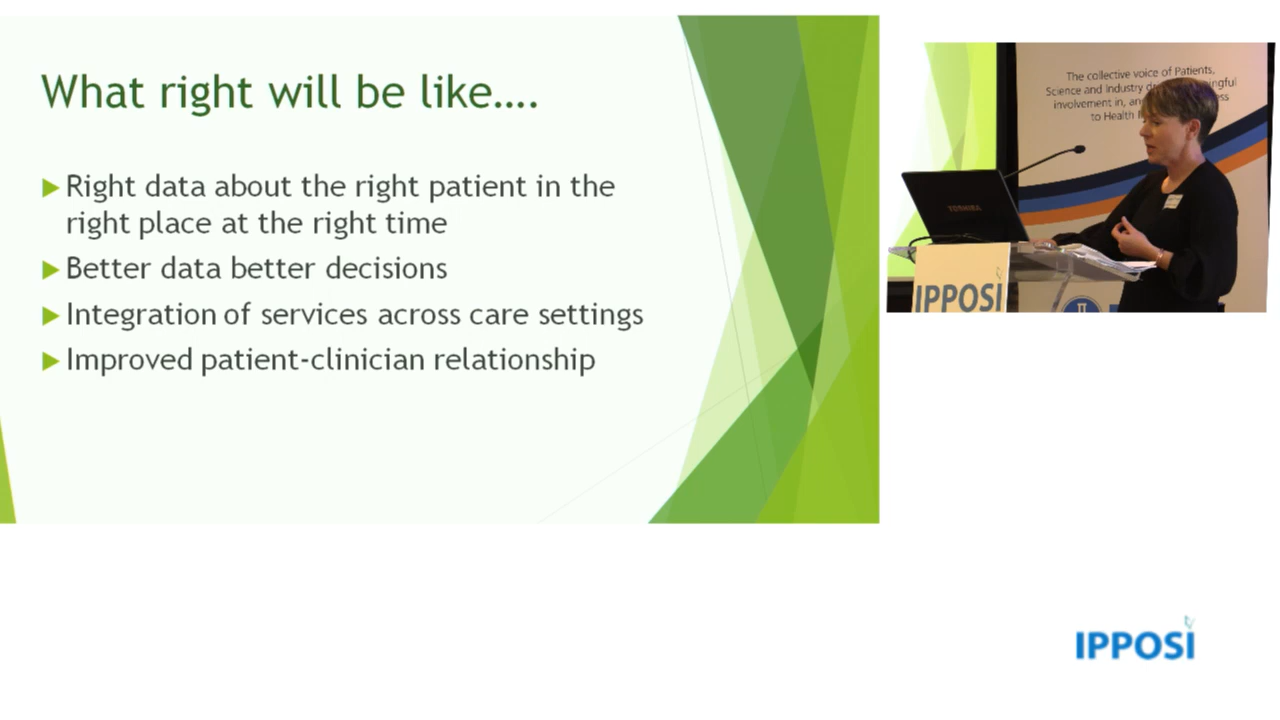 What right will be like....
Right data about the right patient in the
right place at the right time
Better data better decisions
Integration of services across care settings
Improved patient-clinician relationship
The collective voice of Patients,
Science and Industry
involvement in,
to Health
TOSHIBA
IPPOSI
IPPOSI